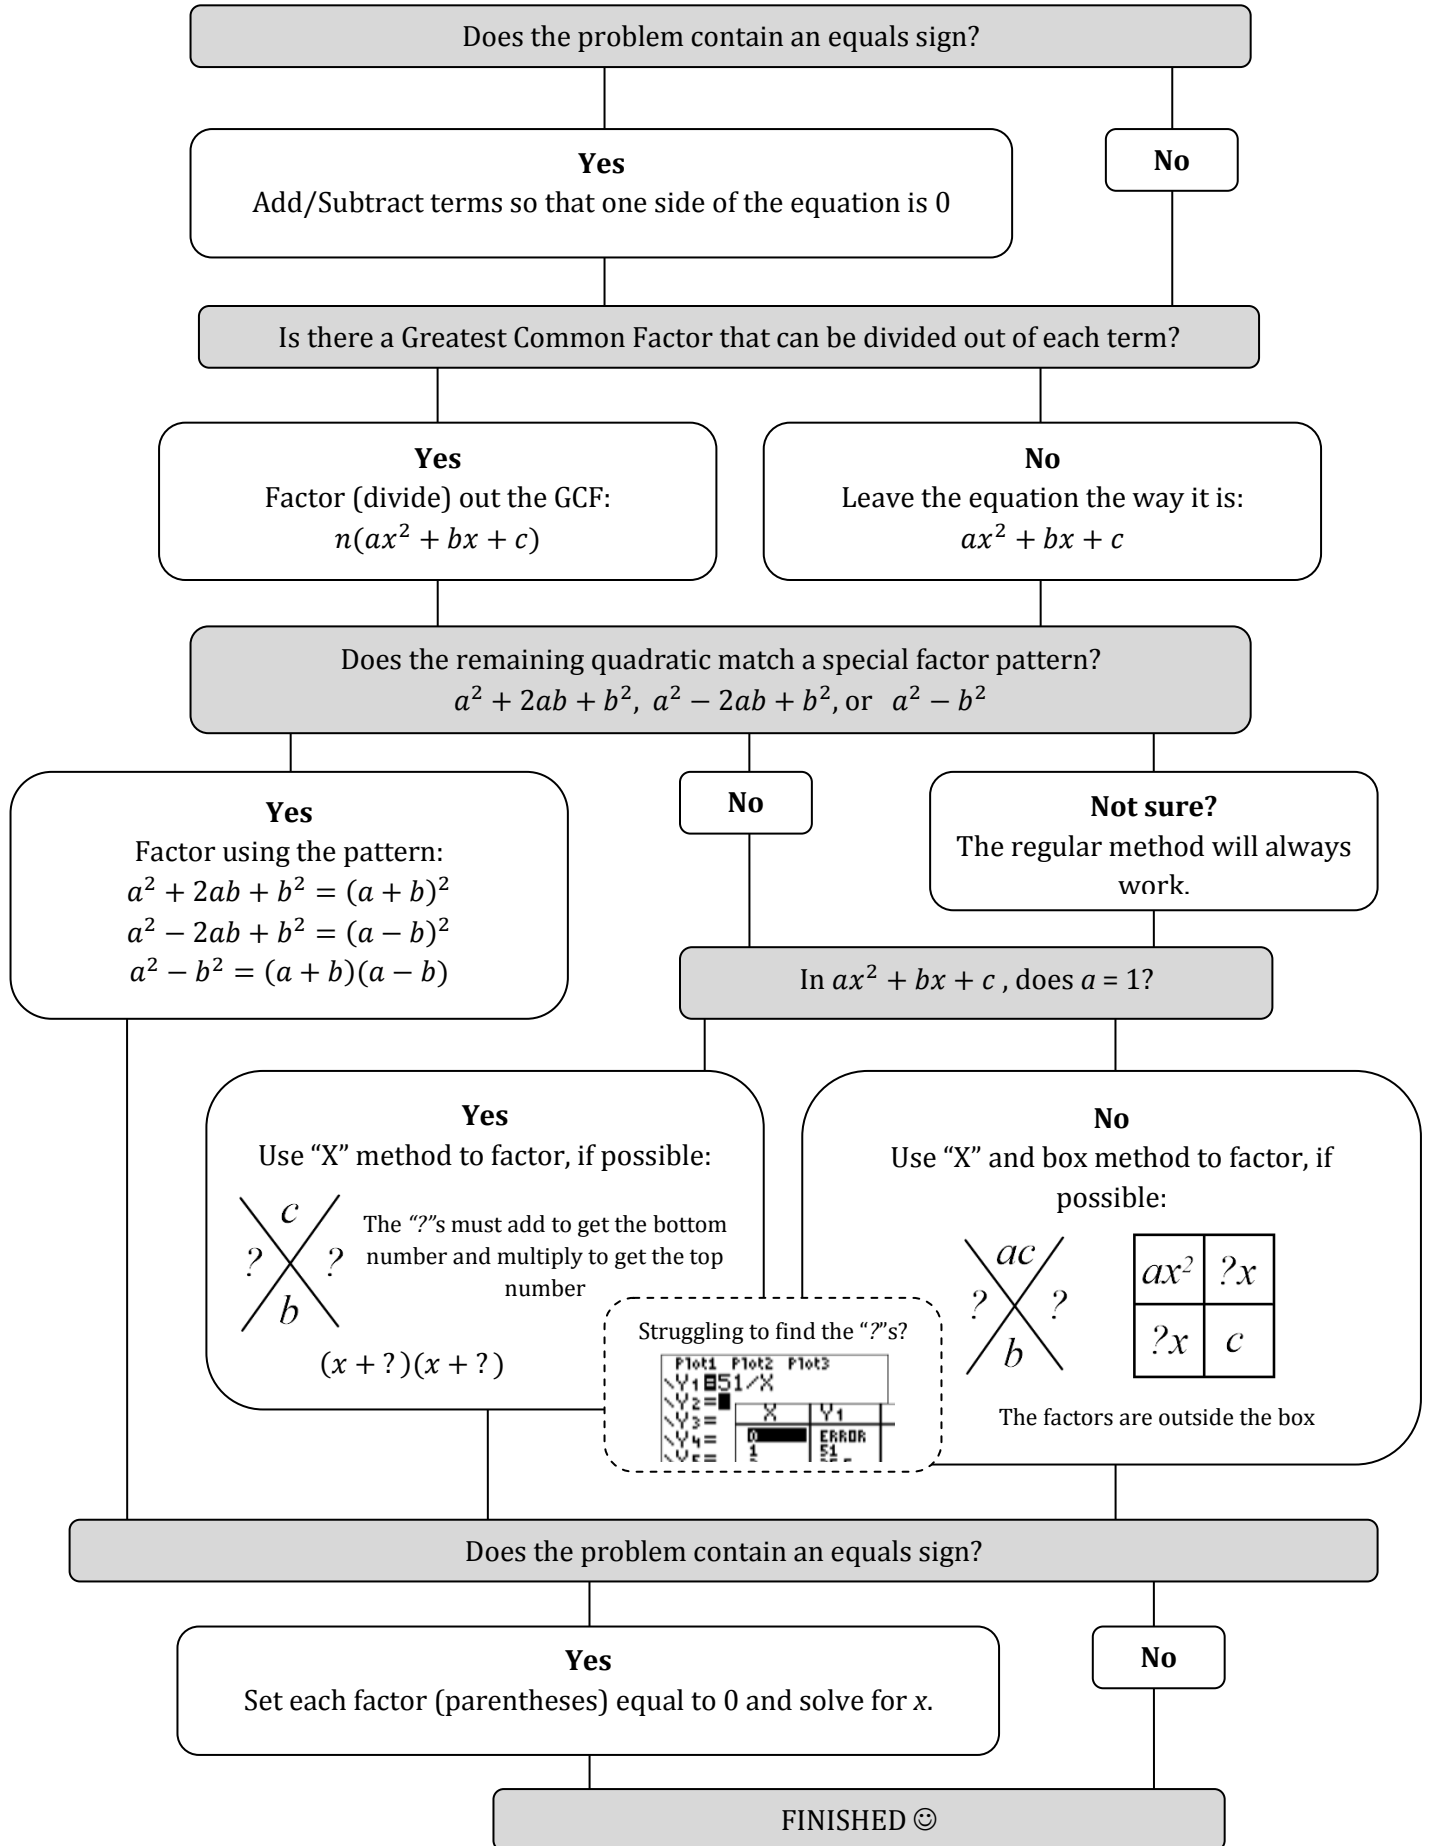 Does the problem contain an equals sign?
Yes
Add/Subtract terms so that one side of the equation is 0
No
Is there a Greatest Common Factor that can be divided out of each term?
Yes
Factor (divide) out the GCF:
n(ax² + bx + c)
No
Leave the equation the way it is:
ax² + bx + c
Does the remaining quadratic match a special factor pattern?
a² + 2ab + b², a² − 2ab + b², or a² − b²
Yes
Factor using the pattern:
a² + 2ab + b² = (a + b)²
a² − 2ab + b² = (a − b)²
a² − b² = (a + b)(a − b)
No
Not sure?
The regular method will always
work.
In ax² + bx + c , does a = 1?
Yes
Use “X” method to factor, if possible:
c
? ?
b
The “?”s must add to get the bottom
number and multiply to get the top
number
(x + ?)(x + ?)
No
Use “X” and box method to factor, if
possible:
ac
? ?
b
ax² ?x
?x c
The factors are outside the box
Struggling to find the “?”s?
Plot1 Plot2 Plot3
\Y1=51/X
\Y2=
\Y3=
\Y4=
\Y5=
X Y1
0 ERROR
1 51
Does the problem contain an equals sign?
Yes
Set each factor (parentheses) equal to 0 and solve for x.
No
FINISHED ☺